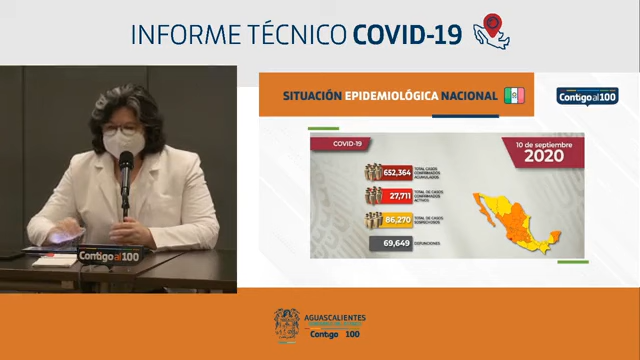 INFORME TÉCNICO COVID-19
SITUACIÓN EPIDEMIOLÓGICA NACIONAL
Contigo al 100
COVID-19
10 de septiembre
2020
652,364 TOTAL CASOS
CONFIRMADOS
ACUMULADOS
27,711 TOTAL DE CASOS
CONFIRMADOS
ACTIVOS
86,270 TOTAL DE CASOS
SOSPECHOSOS
69,649 DEFUNCIONES
Contigo al 100
AGUASCALIENTES
Contigo al 100